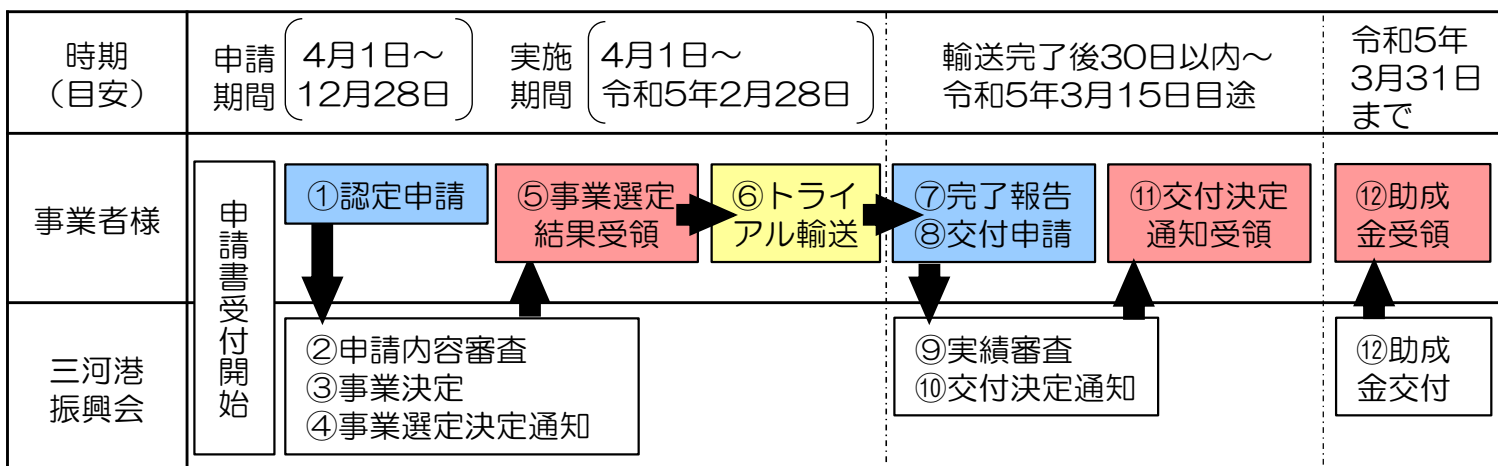 時期
（目安）
申請
期間
4月1日～
12月28日
実施
期間
4月1日～
令和5年2月28日
輸送完了後30日以内～
令和5年3月15日目途
令和5年
3月31日
まで
事業者様
申請書受付開始
①認定申請
⑤事業選定
結果受領
⑥トライ
アル輸送
⑦完了報告
⑧交付申請
⑪交付決定
通知受領
⑫助成
金受領
三河港
振興会
②申請内容審査
③事業決定
④事業選定決定通知
⑨実績審査
⑩交付決定通知
⑫助成
金交付